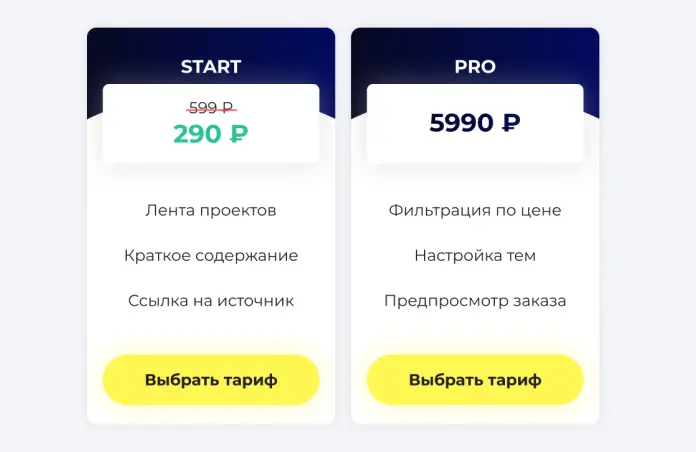 START
599 ₽
290 ₽
Лента проектов
Краткое содержание
Ссылка на источник
Выбрать тариф
PRO
5990 ₽
Фильтрация по цене
Настройка тем
Предпросмотр заказа
Выбрать тариф